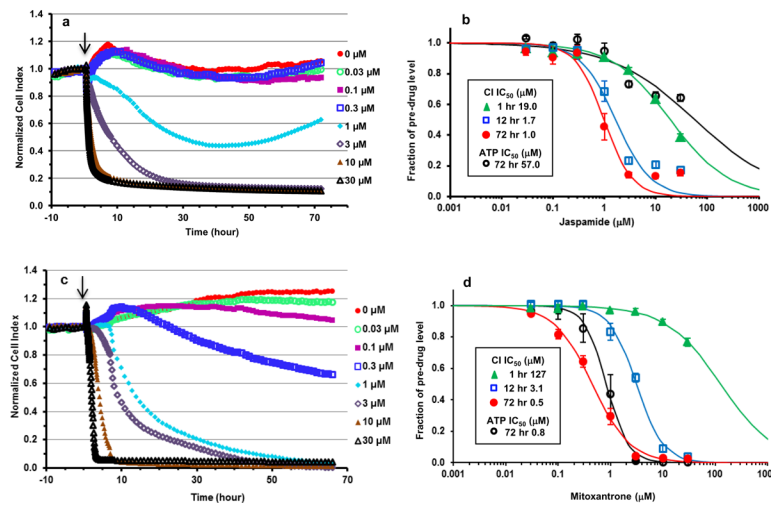 a
1.4
1.2
1.0
0.8
0.6
0.4
0.2
0.0
-10
10
30
50
70
Normalized Cell Index
Time (hour)
0 µM
0.03 µM
0.1 µM
0.3 µM
1 µM
3 µM
10 µM
30 µM
b
1.0
0.8
0.6
0.4
0.2
0.0
0.001
0.01
0.1
1
10
100
1000
Fraction of pre-drug level
Jaspamide (µM)
CI IC50 (µM)
1 hr 19.0
12 hr 1.7
72 hr 1.0
ATP IC50 (µM)
72 hr 57.0
c
1.4
1.2
1.0
0.8
0.6
0.4
0.2
0.0
-10
10
30
50
70
Normalized Cell Index
Time (hour)
0 µM
0.03 µM
0.1 µM
0.3 µM
1 µM
3 µM
10 µM
30 µM
d
1.0
0.8
0.6
0.4
0.2
0.0
0.001
0.01
0.1
1
10
100
Fraction of pre-drug level
Mitoxantrone (µM)
CI IC50 (µM)
1 hr 127
12 hr 3.1
72 hr 0.5
ATP IC50 (µM)
72 hr 0.8